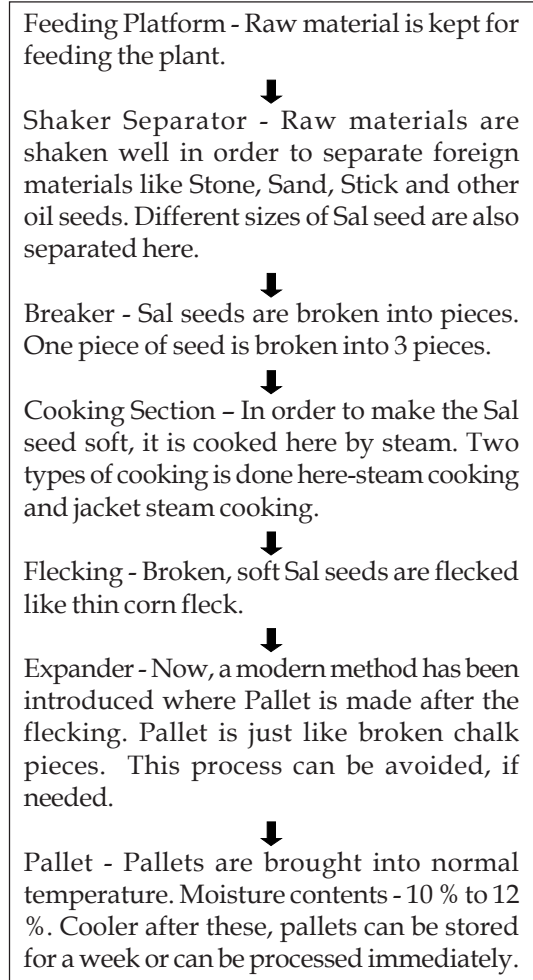 Feeding Platform - Raw material is kept for
feeding the plant.
Shaker Separator - Raw materials are
shaken well in order to separate foreign
materials like Stone, Sand, Stick and other
oil seeds. Different sizes of Sal seed are also
separated here.
Breaker - Sal seeds are broken into pieces.
One piece of seed is broken into 3 pieces.
Cooking Section – In order to make the Sal
seed soft, it is cooked here by steam. Two
types of cooking is done here-steam cooking
and jacket steam cooking.
Flecking - Broken, soft Sal seeds are flecked
like thin corn fleck.
Expander - Now, a modern method has been
introduced where Pallet is made after the
flecking. Pallet is just like broken chalk
pieces. This process can be avoided, if
needed.
Pallet - Pallets are brought into normal
temperature. Moisture contents - 10 % to 12
%. Cooler after these, pallets can be stored
for a week or can be processed immediately.